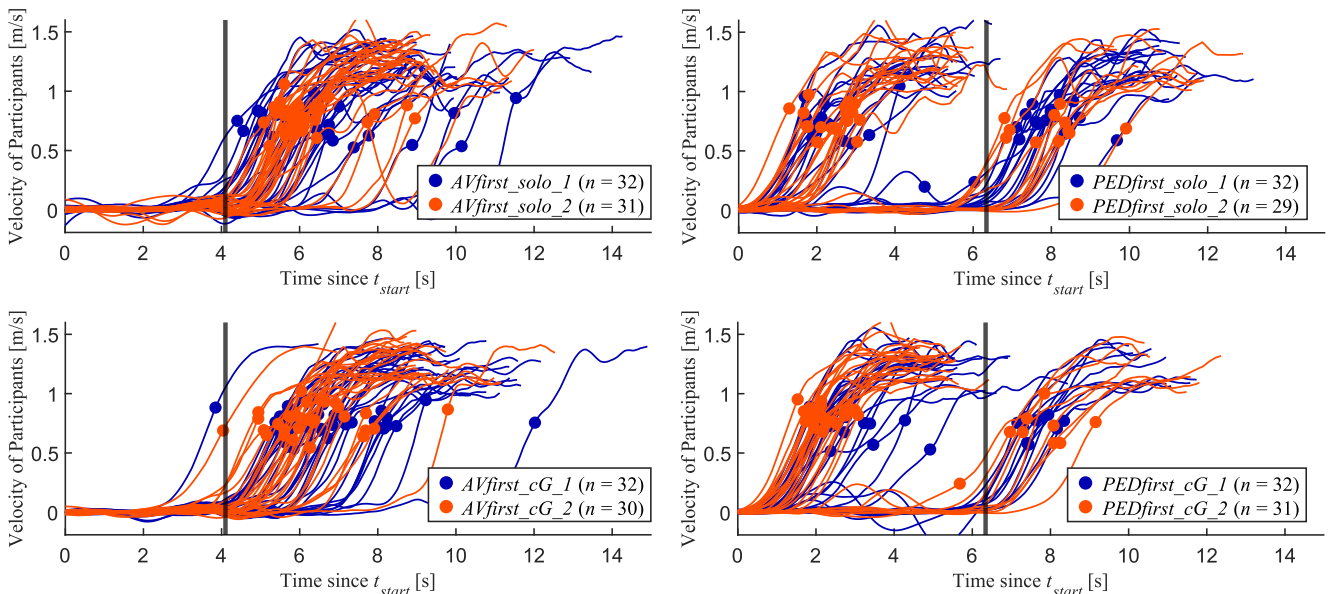 Velocity of Participants [m/s]
1.5
1
0.5
0
AVfirst_solo_1 (n = 32)
AVfirst_solo_2 (n = 31)
0 2 4 6 8 10 12 14
Time since t_start [s]
Velocity of Participants [m/s]
1.5
1
0.5
0
PEDfirst_solo_1 (n = 32)
PEDfirst_solo_2 (n = 29)
0 2 4 6 8 10 12 14
Time since t_start [s]
Velocity of Participants [m/s]
1.5
1
0.5
0
AVfirst_cG_1 (n = 32)
AVfirst_cG_2 (n = 30)
0 2 4 6 8 10 12 14
Time since t_start [s]
Velocity of Participants [m/s]
1.5
1
0.5
0
PEDfirst_cG_1 (n = 32)
PEDfirst_cG_2 (n = 31)
0 2 4 6 8 10 12 14
Time since t_start [s]